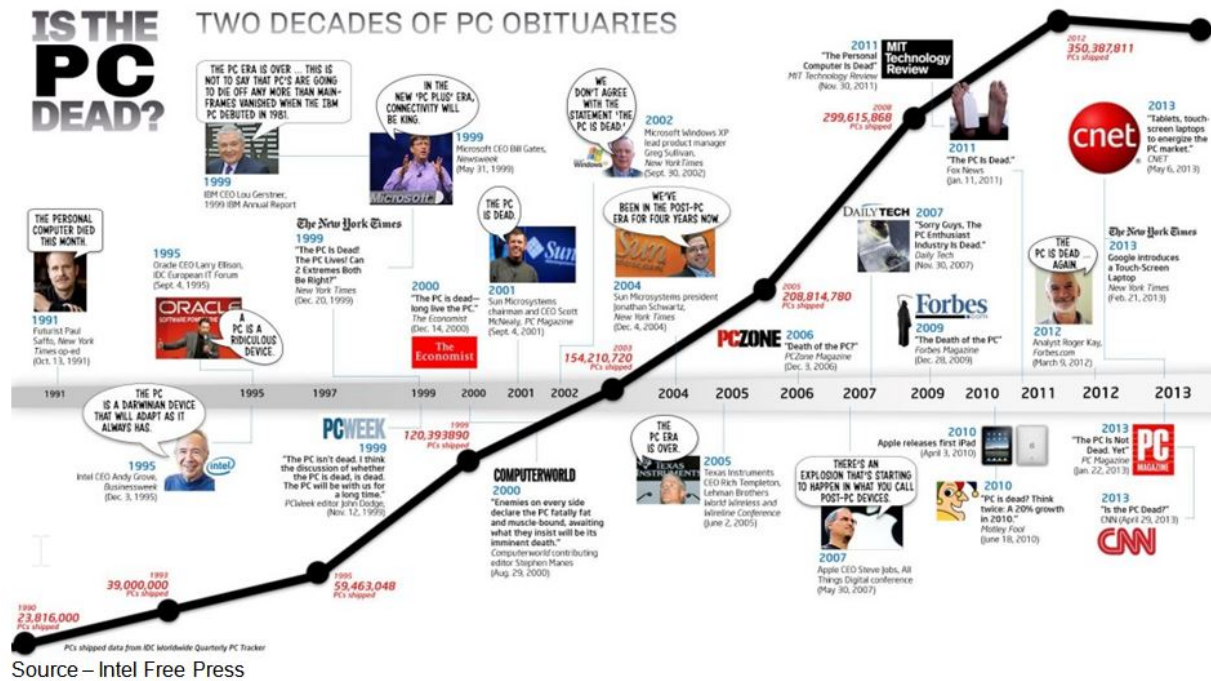 IS THE
PC
DEAD?
TWO DECADES OF PC OBITUARIES
THE PERSONAL
COMPUTER DIED
THIS MONTH.
1991
Futurist Paul
Saffo, New York
Times op-ed
(Oct. 13, 1991)
THE PC ERA IS OVER ... THIS IS
NOT TO SAY THAT PC'S ARE GOING
TO DIE OFF ANY MORE THAN MAIN-
FRAMES VANISHED WHEN THE IBM
PC DEBUTED IN 1981.
1999
IBM CEO Lou Gerstner,
1999 IBM Annual Report
1995
Oracle CEO Larry Ellison,
IDC European IT Forum
(Sept. 4, 1995)
ORACLE
A
PC IS A
RIDICULOUS
DEVICE.
The New York Times
1999
"The PC Is Dead!
The PC Lives! Can
2 Extremes Both
Be Right?"
New York Times
(Dec. 20, 1999)
IN THE
NEW 'PC PLUS' ERA,
CONNECTIVITY WILL
BE KING.
Microsoft
1999
Microsoft CEO Bill Gates,
Newsweek
(May 31, 1999)
2000
"The PC is dead—
long live the PC."
The Economist
(Dec. 14, 2000)
The
Economist
THE PC
IS DEAD.
Sun
2001
Sun Microsystems
chairman and CEO Scott
McNealy, PC Magazine
(Sept. 4, 2001)
WE
DON'T AGREE
WITH THE
STATEMENT 'THE
PC IS DEAD.'
Windows
2002
Microsoft Windows XP
lead product manager
Greg Sullivan,
New York Times
(Sept. 30, 2002)
WE'VE
BEEN IN THE POST-PC
ERA FOR FOUR YEARS NOW.
Sun
2004
Sun Microsystems president
Jonathan Schwartz,
New York Times
(Dec. 4, 2004)
2003
154,210,720
PCs shipped
2005
208,814,780
PCs shipped
PCZONE
2006
"Death of the PC?"
PCZone Magazine
(Dec. 3, 2006)
DAILYTECH
2007
"Sorry Guys, The
PC Enthusiast
Industry Is Dead."
Daily Tech
(Nov. 30, 2007)
Forbes
.com
2009
"The Death of the PC"
Forbes Magazine
(Dec. 28, 2009)
2011
"The Personal
Computer Is Dead"
MIT Technology Review
(Nov. 30, 2011)
MIT
Technology
Review
2008
299,615,868
PCs shipped
2011
"The PC Is Dead."
Fox News
(Jan. 11, 2011)
2012
350,387,811
PCs shipped
THE
PC IS DEAD ...
AGAIN.
2012
Analyst Roger Kay,
Forbes.com
(March 9, 2012)
cnet
2013
"Tablets, touch-
screen laptops
to energize the
PC market."
CNET
(May 6, 2013)
The New York Times
2013
Google introduces
a Touch-Screen
Laptop
New York Times
(Feb. 21, 2013)
1991 1995 1997 1999 2000 2001 2002 2004 2005 2006 2007 2009 2010 2011 2012 2013
THE PC
IS A DARWINIAN DEVICE
THAT WILL ADAPT AS IT
ALWAYS HAS.
intel
1995
Intel CEO Andy Grove,
Businessweek
(Dec. 3, 1995)
PCWEEK
1999
"The PC isn't dead. I think
the discussion of whether
the PC is dead, is dead.
The PC will be with us for
a long time."
PCWeek editor John Dodge,
(Nov. 12, 1999)
1999
120,393890
PCs shipped
COMPUTERWORLD
2000
"Enemies on every side
declare the PC fatally fat
and muscle-bound, awaiting
what they insist will be its
imminent death."
Computerworld contributing
editor Stephen Manes
(Aug. 29, 2000)
THE
PC ERA
IS OVER.
TEXAS
INSTRUMENTS
2005
Texas Instruments
CEO Rich Templeton,
Lehman Brothers
World Wireless and
Wireline Conference
(June 2, 2005)
THERE'S AN
EXPLOSION THAT'S STARTING
TO HAPPEN IN WHAT YOU CALL
POST-PC DEVICES.
2007
Apple CEO Steve Jobs, All
Things Digital conference
(May 30, 2007)
2010
Apple releases first iPad
(April 3, 2010)
2010
"PC is dead? Think
twice: A 20% growth
in 2010."
Motley Fool
(June 18, 2010)
2013
"The PC Is Not
Dead. Yet"
PC Magazine
(Jan. 22, 2013)
PC
MAGAZINE
2013
"Is the PC Dead?"
CNN (April 29, 2013)
CNN
1990
23,816,000
PCs shipped
1993
39,000,000
PCs shipped
1995
59,463,048
PCs shipped
PCs shipped data from IDC Worldwide Quarterly PC Tracker
Source – Intel Free Press